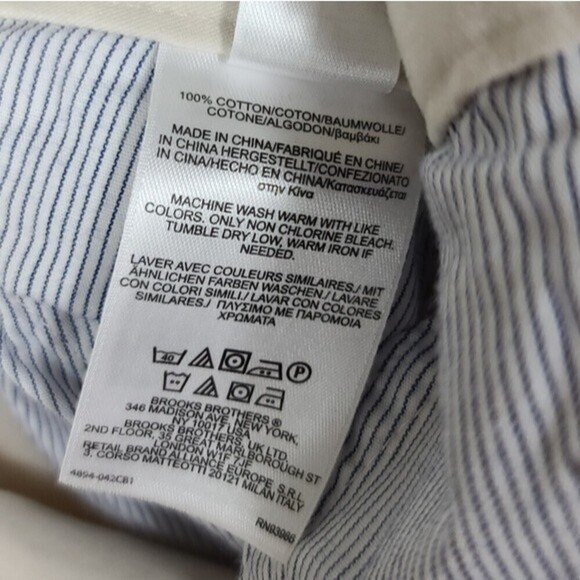 100% COTTON/COTON/BAUMWOLLE/
COTONE/ALGODON/βαμβάκι
MADE IN CHINA/FABRIQUÉ EN CHINE/
IN CHINA HERGESTELLT/CONFEZIONATO
IN CINA/HECHO EN CHINA/Κατασκευάζεται
στην Κίνα
MACHINE WASH WARM WITH LIKE
COLORS. ONLY NON CHLORINE BLEACH.
TUMBLE DRY LOW, WARM IRON IF
NEEDED.
LAVER AVEC COULEURS SIMILAIRES./ MIT
ÄHNLICHEN FARBEN WASCHEN./ LAVARE
CON COLORI SIMILI./ LAVAR CON COLORES
SIMILARES./ ΠΛΥΣΙΜΟ ΜΕ ΠΑΡΟΜΟΙΑ
ΧΡΩΜΑΤΑ
40 P
BROOKS BROTHERS®
346 MADISON AVE, NEW YORK,
NY 10017 USA
BROOKS BROTHERS, UK LTD.
2ND FLOOR, 35 GREAT MARLBOROUGH ST
LONDON W1F 7JF
RETAIL BRAND ALLIANCE EUROPE S.R.L
3, CORSO MATTEOTTI 20121 MILAN ITALY
4894-042CB1